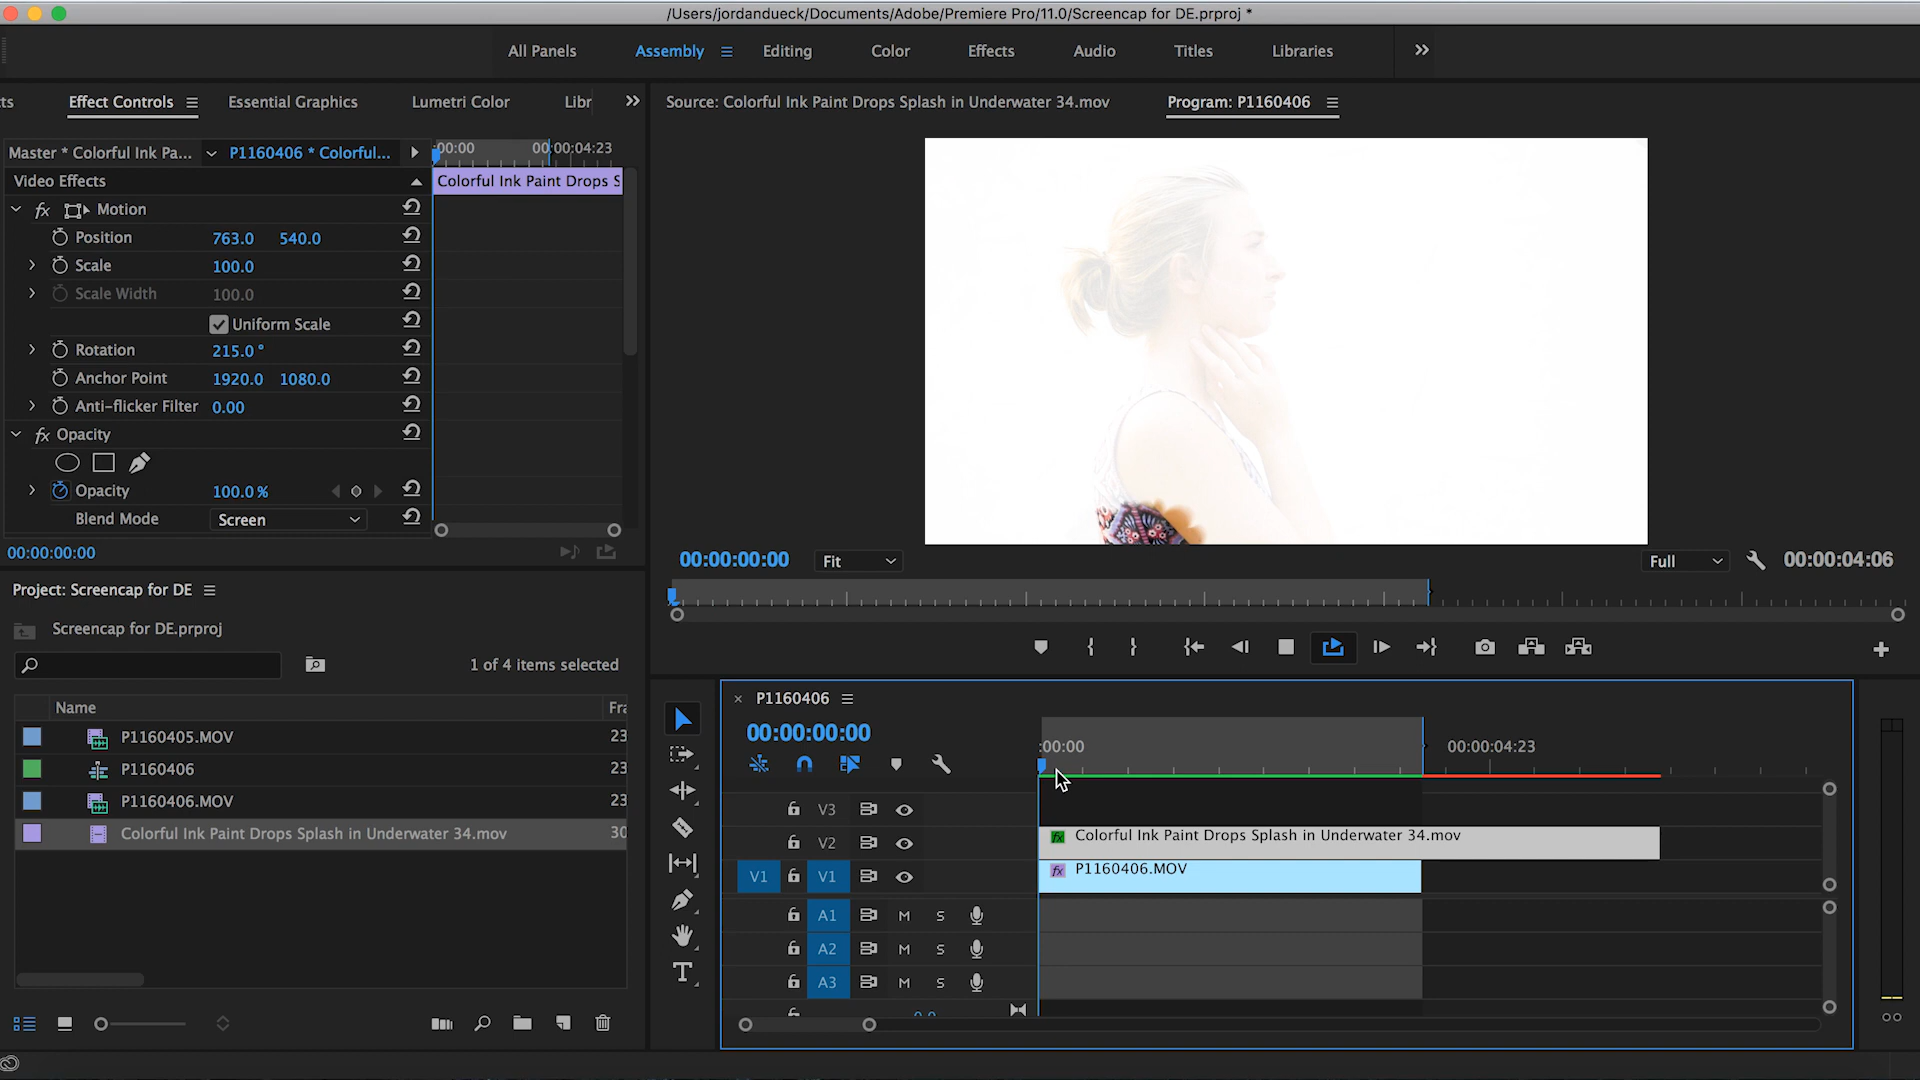 /Users/jordandueck/Documents/Adobe/Premiere Pro/11.0/Screencap for DE.prproj *
All Panels Assembly Editing Color Effects Audio Titles Libraries
ts Effect Controls Essential Graphics Lumetri Color Libr
Source: Colorful Ink Paint Drops Splash in Underwater 34.mov Program: P1160406
Master * Colorful Ink Pa... P1160406 * Colorful... :00:00 00:00:04:23
Video Effects Colorful Ink Paint Drops S
fx Motion
Position 763.0 540.0
Scale 100.0
Scale Width 100.0
Uniform Scale
Rotation 215.0 °
Anchor Point 1920.0 1080.0
Anti-flicker Filter 0.00
fx Opacity
Opacity 100.0 %
Blend Mode Screen
00:00:00:00
00:00:00:00 Fit Full 00:00:04:06
Project: Screencap for DE
Screencap for DE.prproj
1 of 4 items selected
Name Fra
P1160405.MOV 23
P1160406 23
P1160406.MOV 23
Colorful Ink Paint Drops Splash in Underwater 34.mov 30
× P1160406
00:00:00:00
:00:00 00:00:04:23
V3
V2 fx Colorful Ink Paint Drops Splash in Underwater 34.mov
V1 V1 fx P1160406.MOV
A1 M S
A2 M S
A3 M S